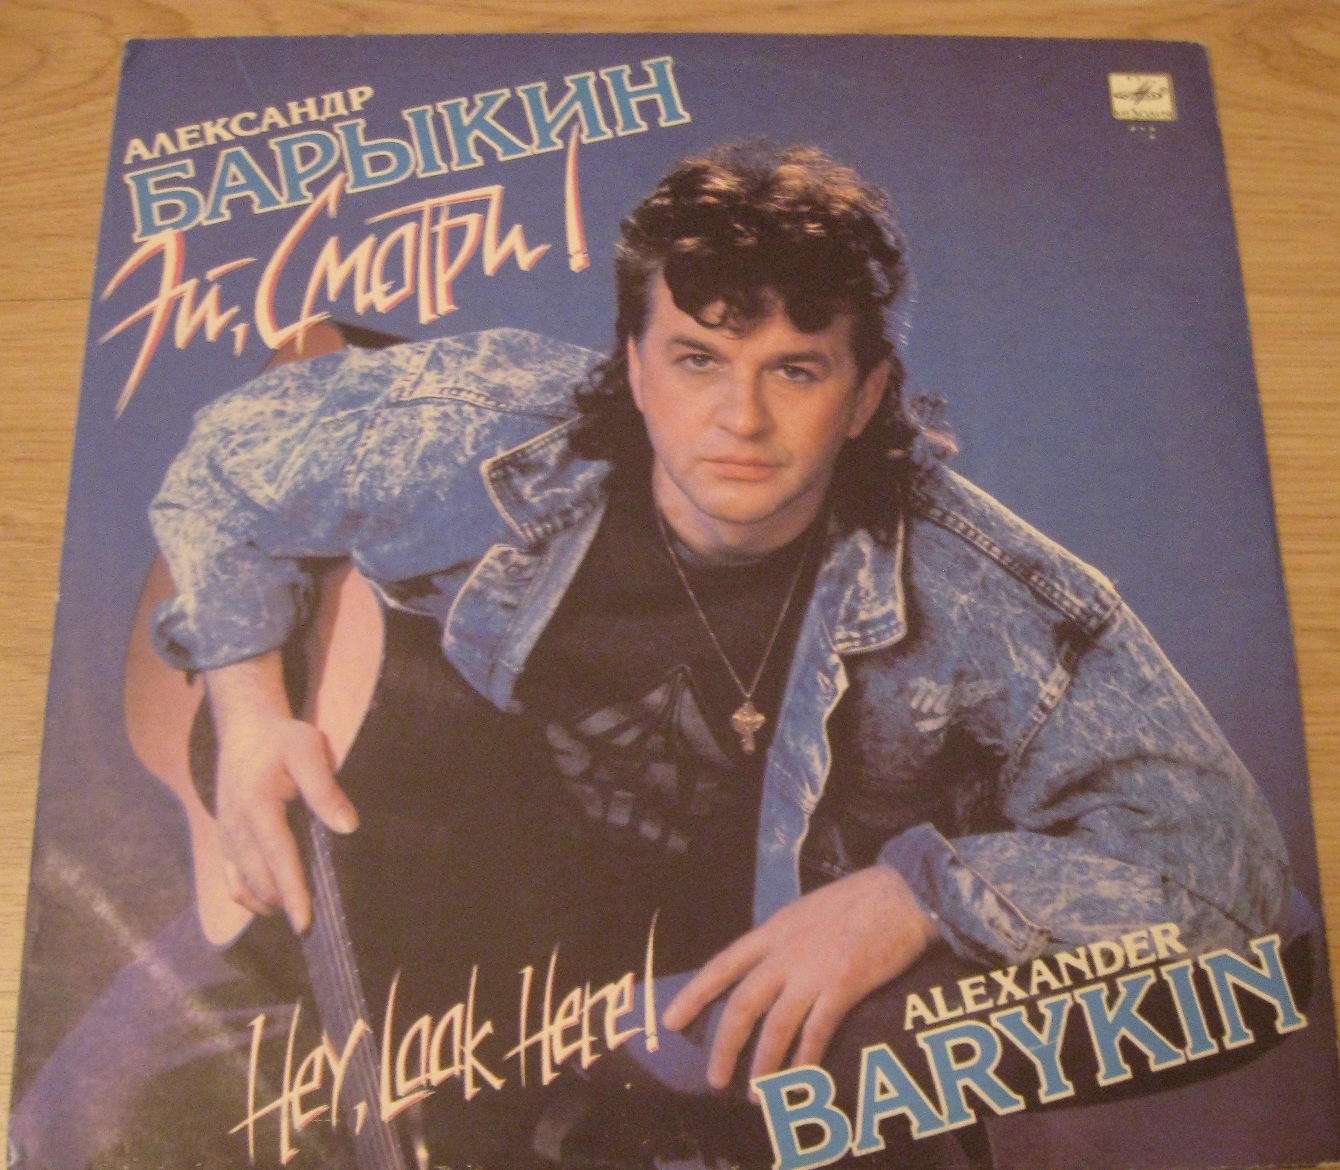 АЛЕКСАНДР
БАРЫКИН
Эй, Смотри!
Hey, Look Here!
ALEXANDER
BARYKIN